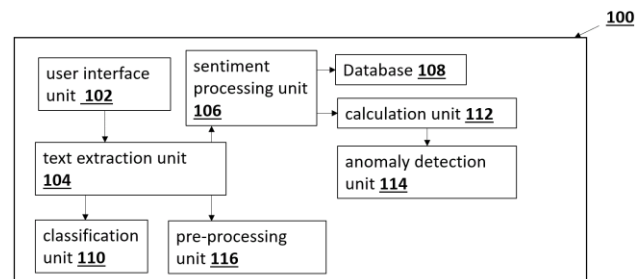 100
user interface
unit 102
sentiment
processing unit
106
Database 108
calculation unit 112
text extraction unit
104
anomaly detection
unit 114
classification
unit 110
pre-processing
unit 116